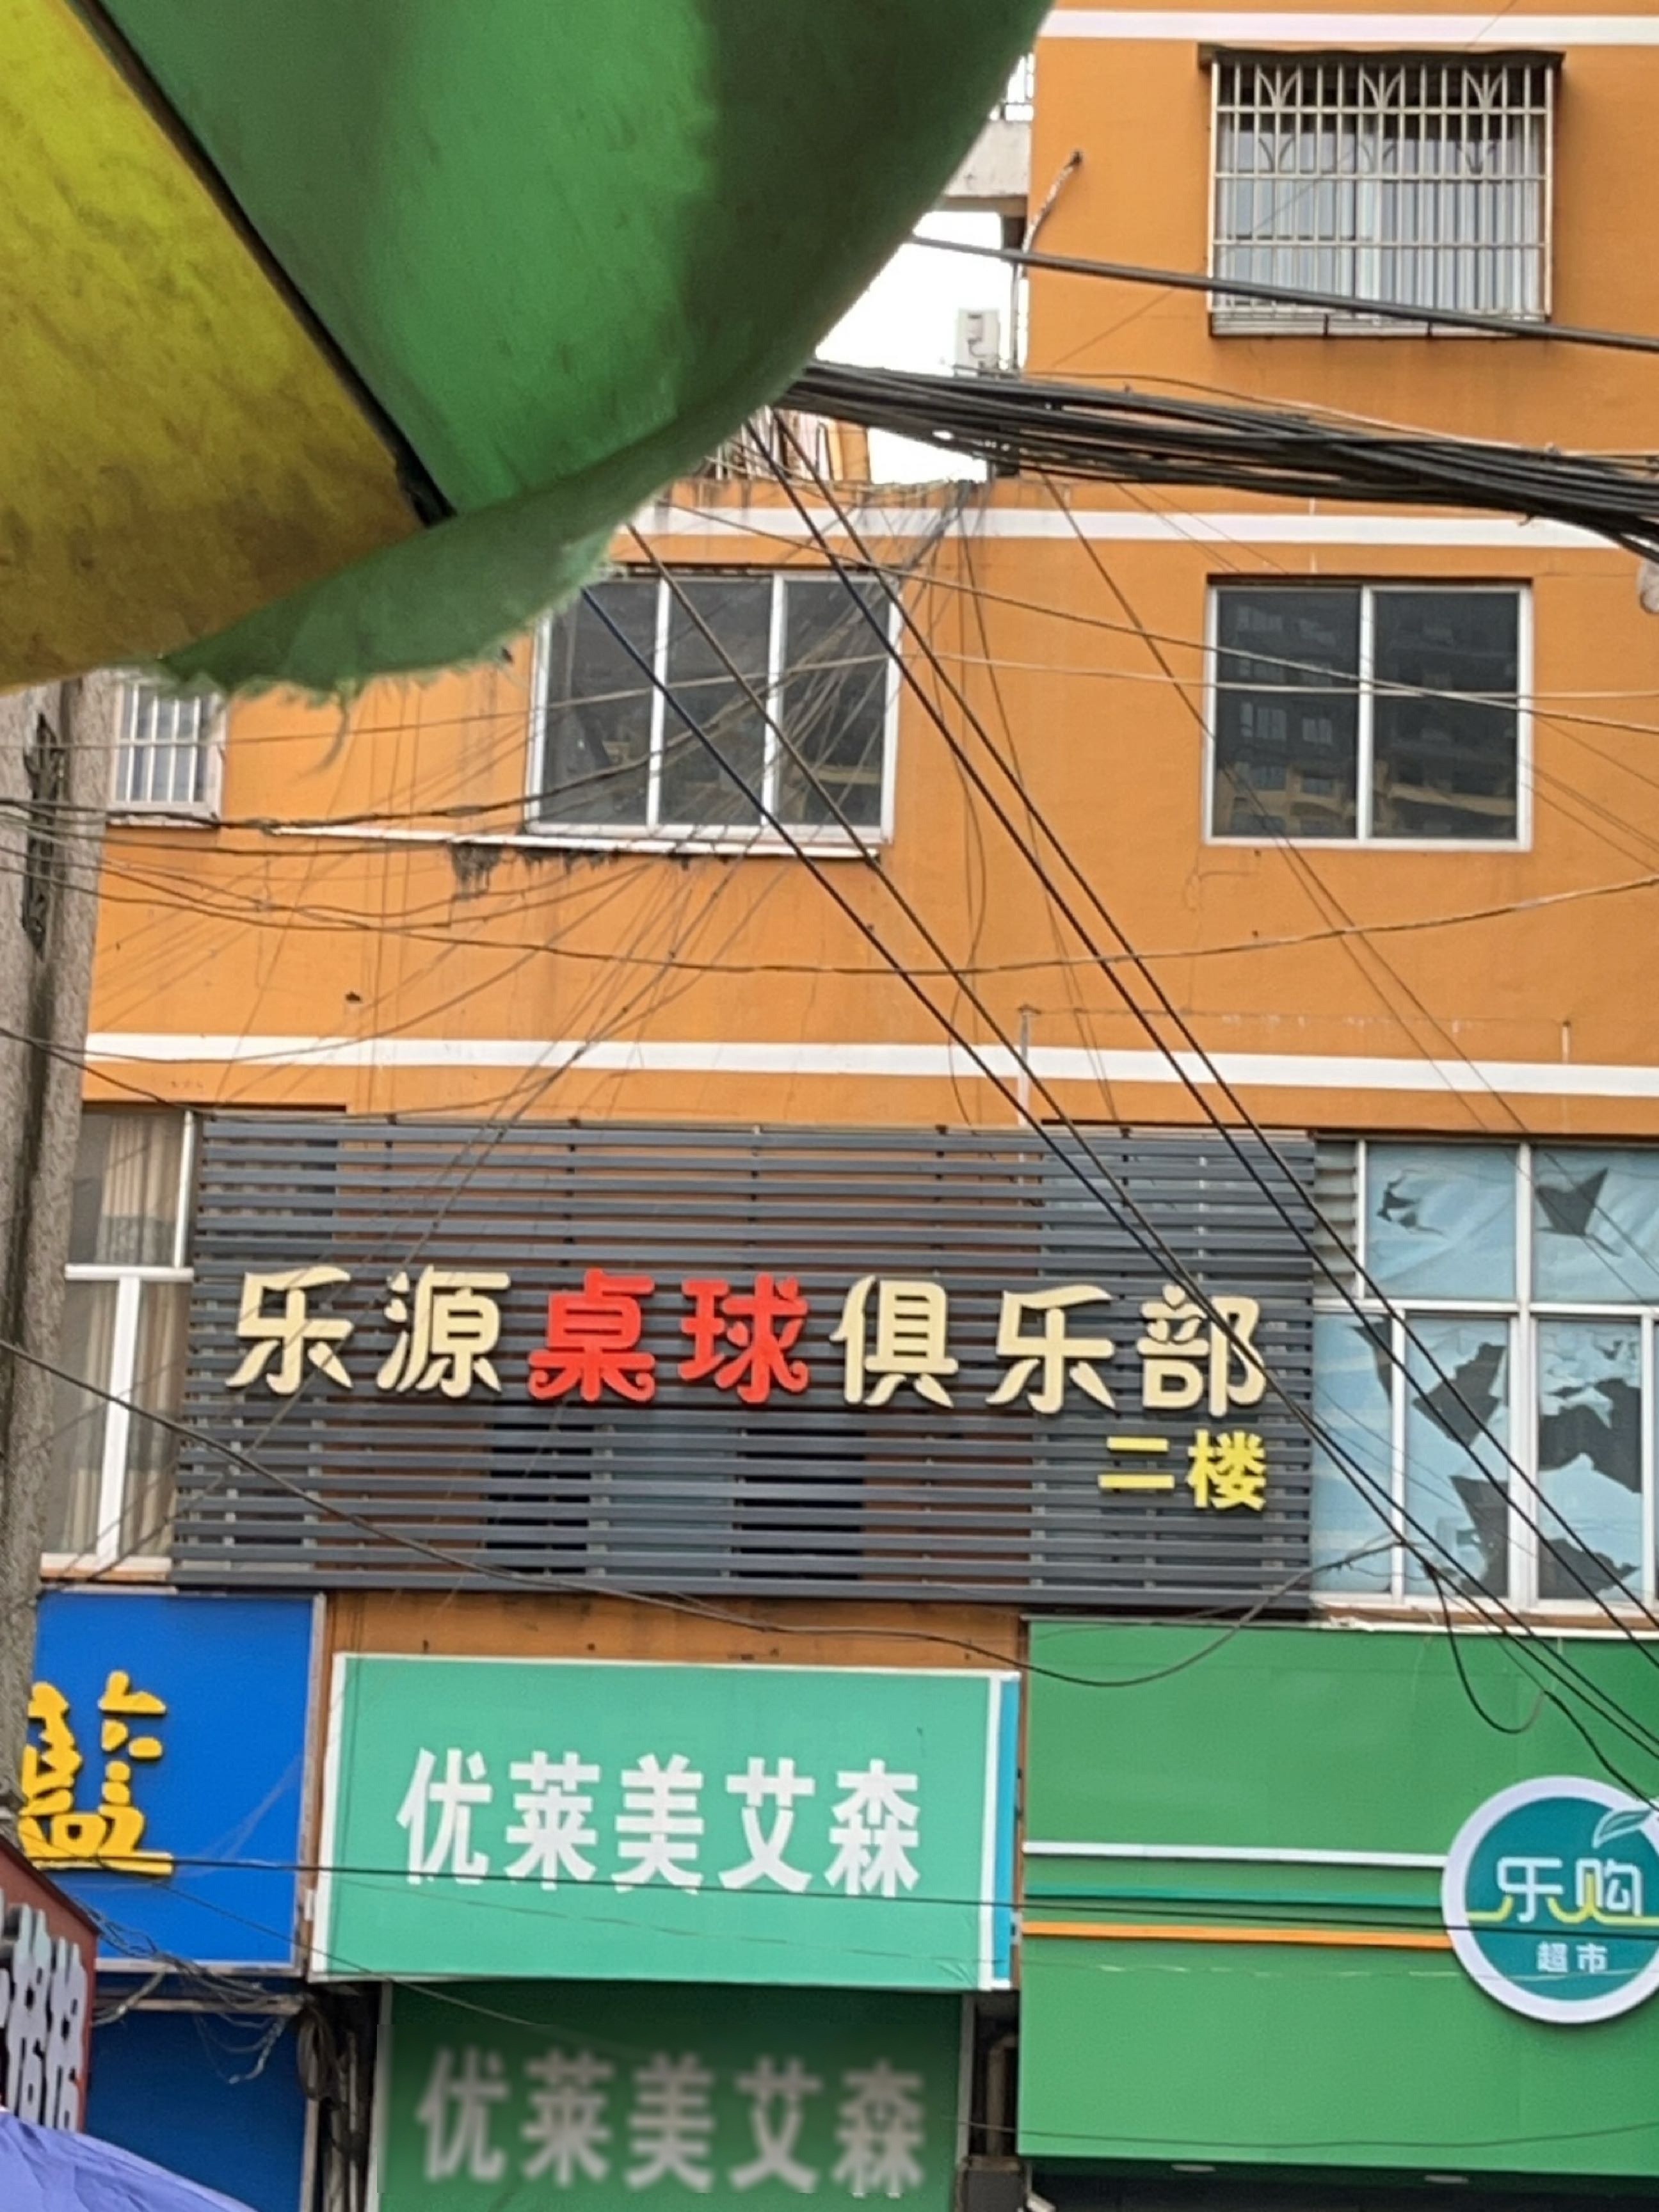 乐源桌球俱乐部
二楼
蓝
优莱美艾森
乐购
超市
优莱美艾森